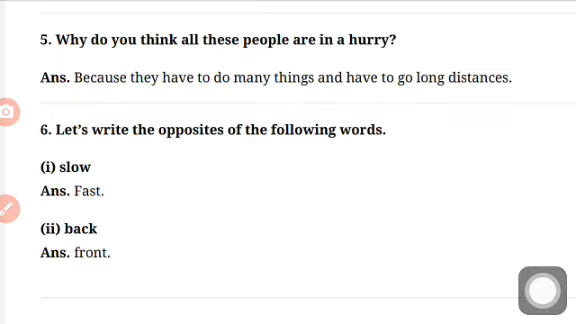 5. Why do you think all these people are in a hurry?
Ans. Because they have to do many things and have to go long distances.
6. Let’s write the opposites of the following words.
(i) slow
Ans. Fast.
(ii) back
Ans. front.